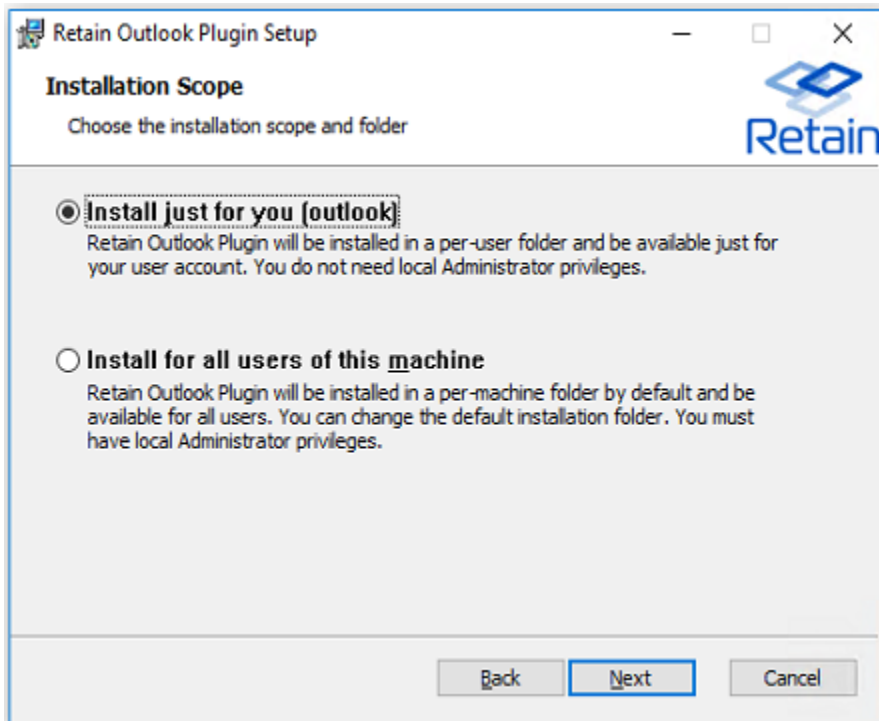 Retain Outlook Plugin Setup
Installation Scope
Choose the installation scope and folder
Retain
Install just for you (outlook)
Retain Outlook Plugin will be installed in a per-user folder and be available just for
your user account. You do not need local Administrator privileges.
Install for all users of this machine
Retain Outlook Plugin will be installed in a per-machine folder by default and be
available for all users. You can change the default installation folder. You must
have local Administrator privileges.
Back Next Cancel